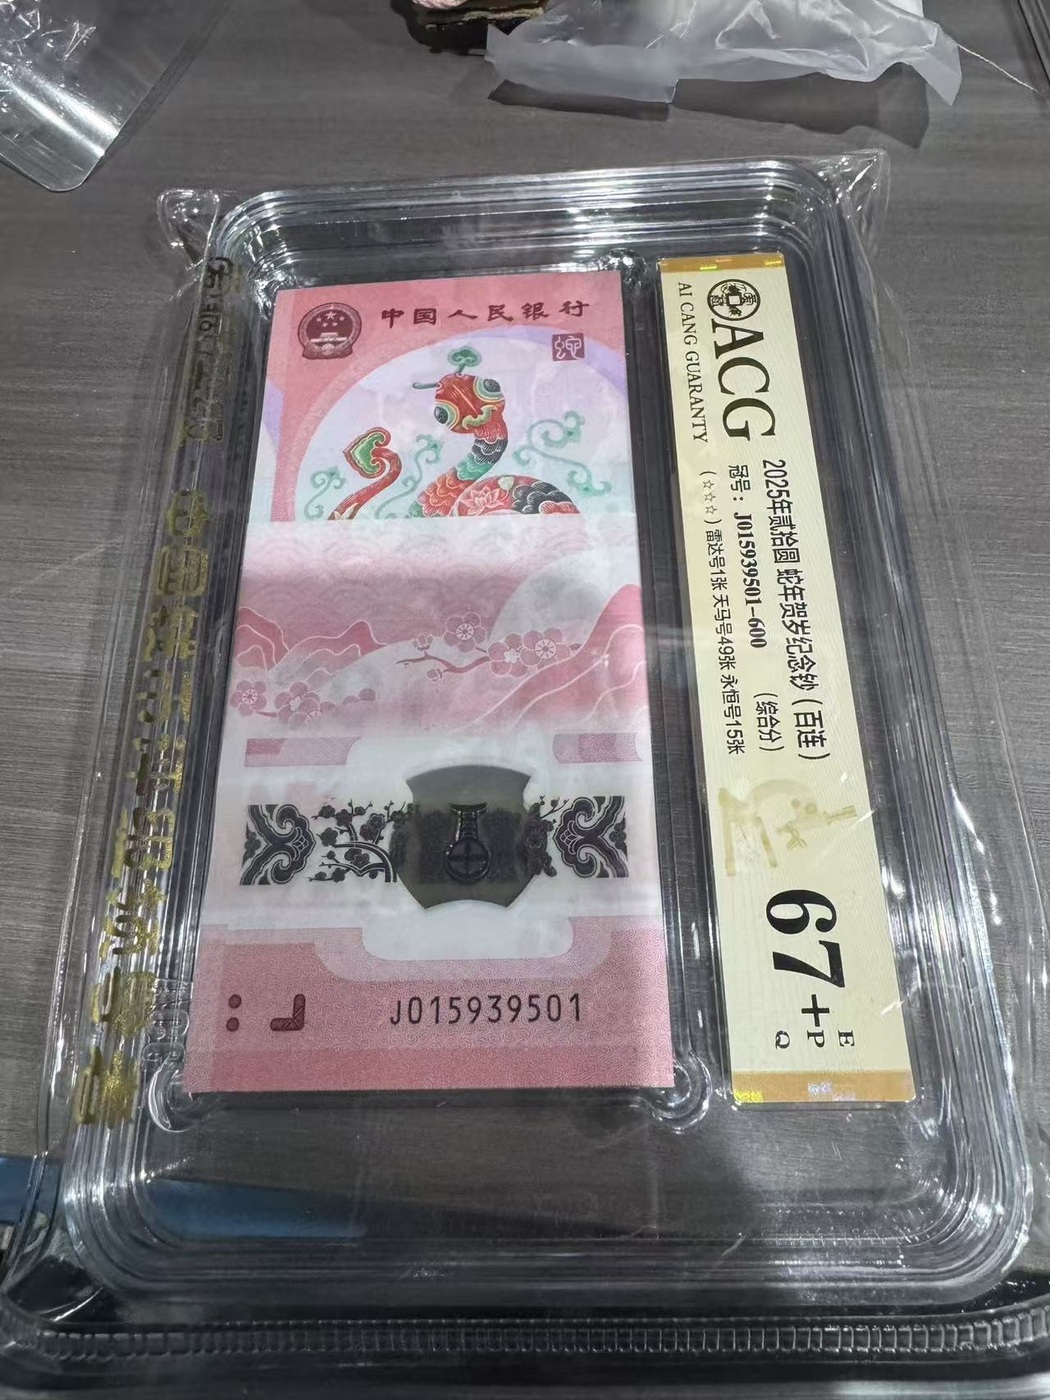 中国人民银行
J015939501
ACG
AI CANG GUARANTY
2025年贰拾圆 蛇年贺岁纪念钞（百连）
冠号：J015939501-600 （综合分）
（☆☆☆）雷达号1张 天马号49张 永恒号15张
67+
E
P
Q